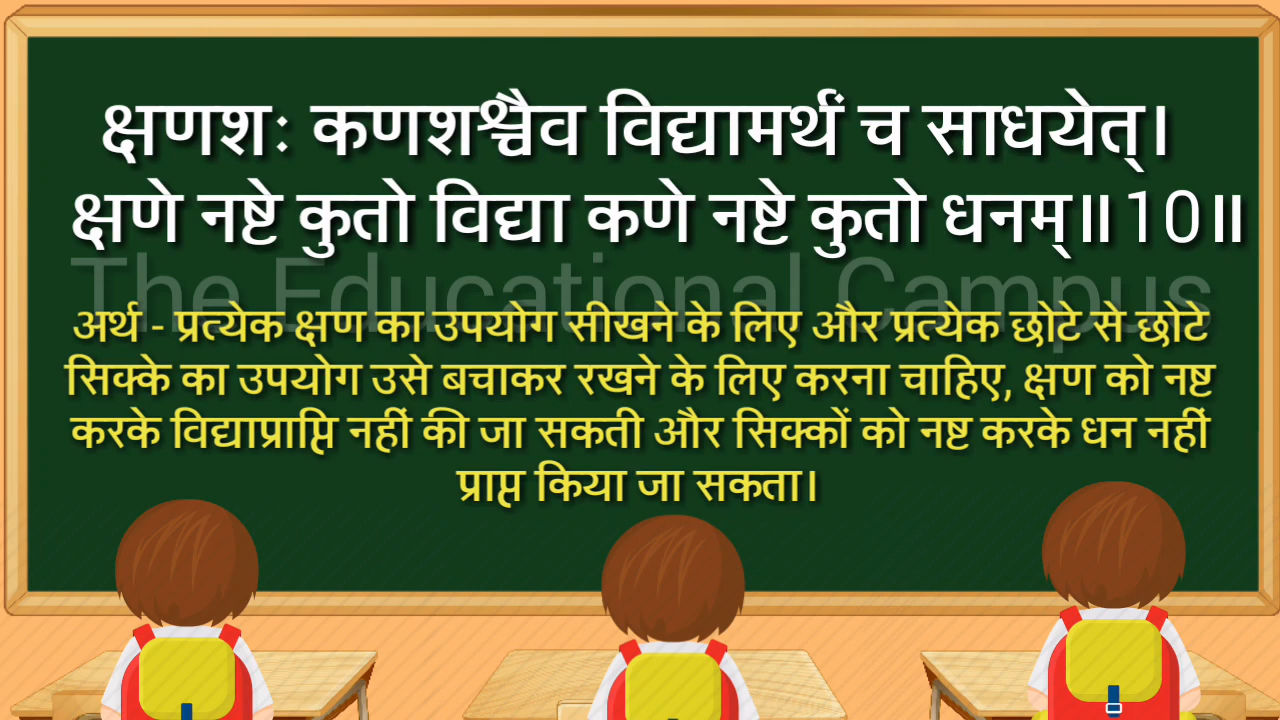 क्षणशः कणशश्चैव विद्यामर्थं च साधयेत्।
क्षणे नष्टे कुतो विद्या कणे नष्टे कुतो धनम्॥10॥
The Educational Campus
अर्थ - प्रत्येक क्षण का उपयोग सीखने के लिए और प्रत्येक छोटे से छोटे
सिक्के का उपयोग उसे बचाकर रखने के लिए करना चाहिए, क्षण को नष्ट
करके विद्याप्राप्ति नहीं की जा सकती और सिक्कों को नष्ट करके धन नहीं
प्राप्त किया जा सकता।